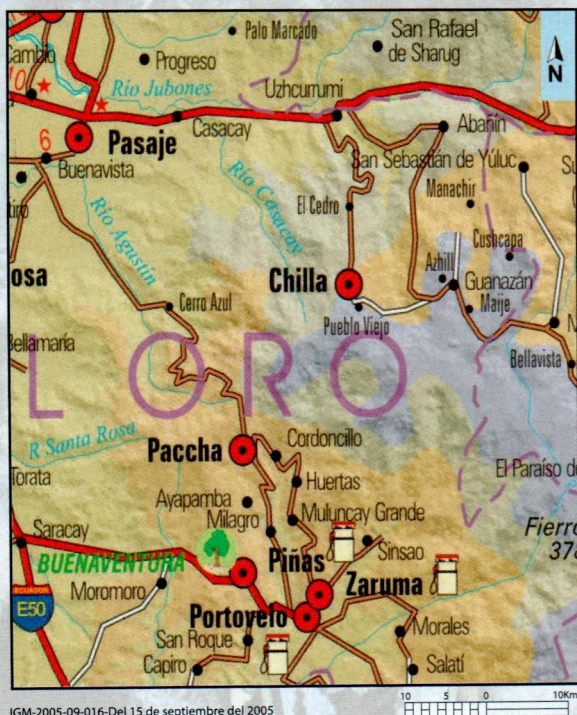 Palo Marcado
San Rafael
de Sharug
N
Cambio
Progreso
10
Río Jubones
Uzhcurrumi
Casacay
Abañín
6
Pasaje
San Sebastián de Yúluc
Buenavista
Manachir
Río Casacay
El Cedro
Río Agustín
Cushcapa
Azhill
osa
Chilla
Guanazán
Maije
Cerro Azul
Pueblo Viejo
Bellamaría
Bellavista
L ORO
R Santa Rosa
Paccha
Cordoncillo
Torata
Huertas
El Paraíso
Ayapamba
Milagro
Muluncay Grande
Fierro
Saracay
Sinsao
BUENAVENTURA
Piñas
Zaruma
Moromoro
ECUADOR
E50
Portovelo
Morales
San Roque
Capiro
Salatí
IGM-2005-09-016-Del 15 de septiembre del 2005
10 5 0 10Km